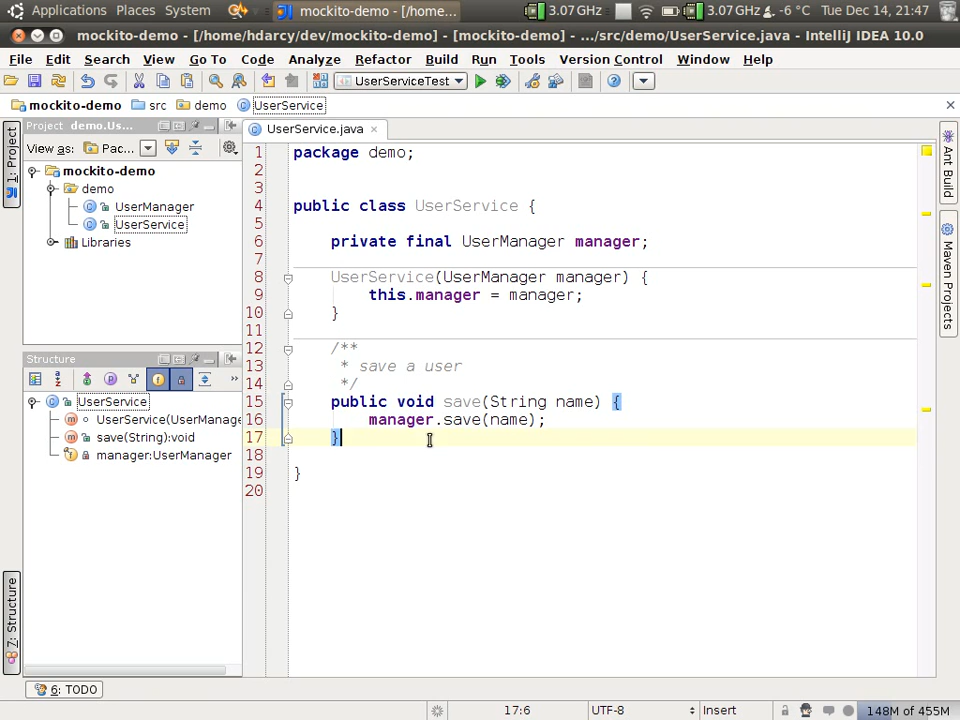 Applications Places System mockito-demo - [/home... 3.07 GHz 3.07 GHz -6 °C Tue Dec 14, 21:47
mockito-demo - [/home/hdarcy/dev/mockito-demo] - [mockito-demo] - .../src/demo/UserService.java - IntelliJ IDEA 10.0
File Edit Search View Go To Code Analyze Refactor Build Run Tools Version Control Window Help
UserServiceTest
mockito-demo src demo UserService
Project demo.Us...
UserService.java
View as: Pac...
mockito-demo
demo
UserManager
UserService
Libraries
1: Project
Structure
UserService
UserService(UserManage
save(String):void
manager:UserManager
7: Structure
1 package demo;
2
3
4 public class UserService {
5
6 private final UserManager manager;
7
8 UserService(UserManager manager) {
9 this.manager = manager;
10 }
11
12 /**
13 * save a user
14 */
15 public void save(String name) {
16 manager.save(name);
17 }
18
19 }
20
Ant Build
Maven Projects
6: TODO
17:6 UTF-8 Insert 148M of 455M